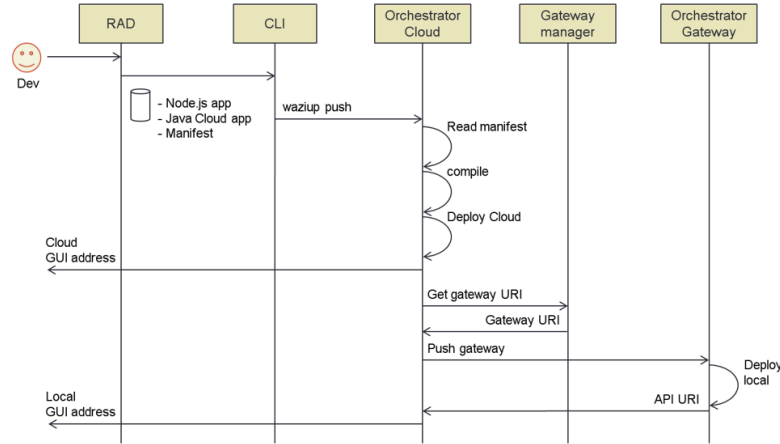 RAD
CLI
Orchestrator
Cloud
Gateway
manager
Orchestrator
Gateway
Dev
- Node.js app
- Java Cloud app
- Manifest
waziup push
Read manifest
compile
Deploy Cloud
Cloud
GUI address
Get gateway URI
Gateway URI
Push gateway
Deploy
local
Local
GUI address
API URI